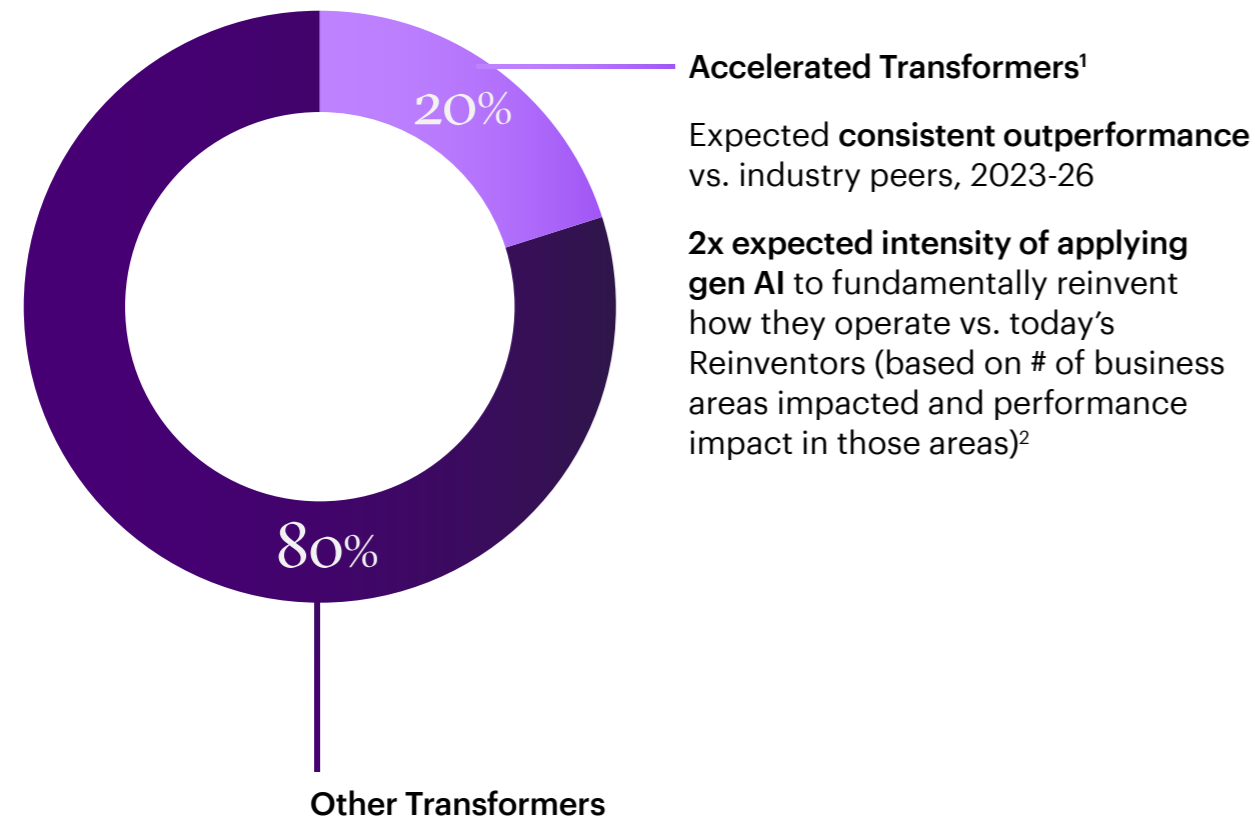 20%
Accelerated Transformers¹
Expected consistent outperformance
vs. industry peers, 2023-26
2x expected intensity of applying
gen AI to fundamentally reinvent
how they operate vs. today’s
Reinventors (based on # of business
areas impacted and performance
impact in those areas)²
80%
Other Transformers